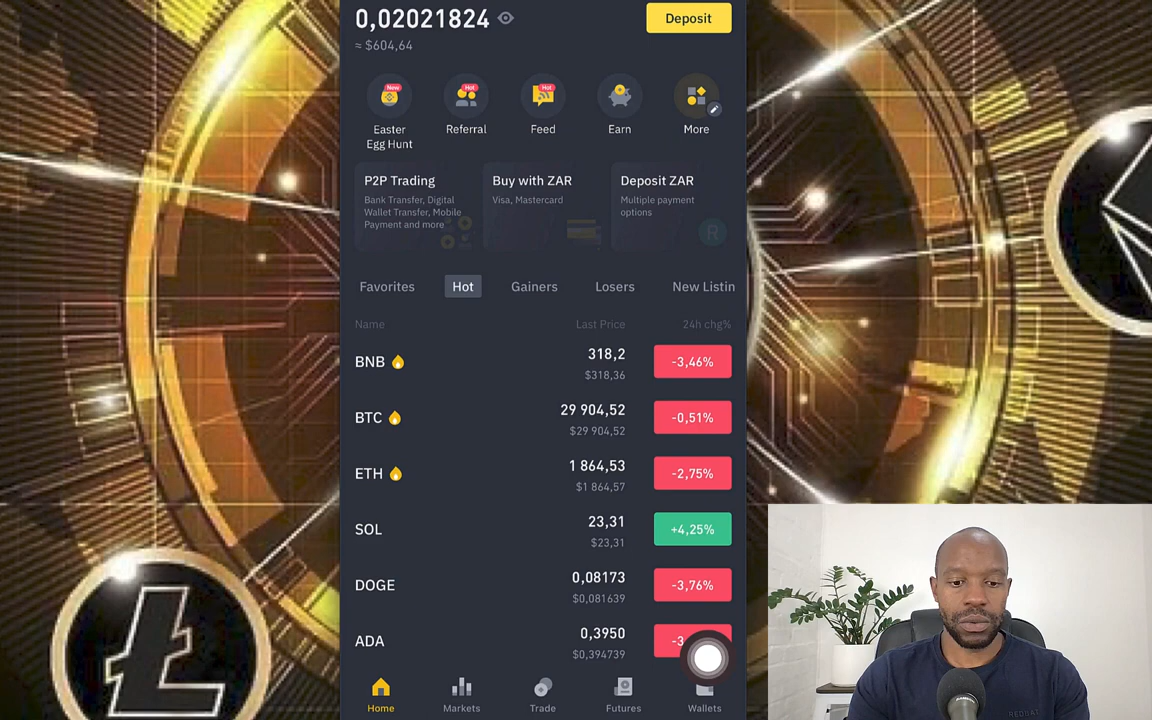 0,02021824
Deposit
≈ $604,64
New
Hot
Hot
Easter
Egg Hunt
Referral
Feed
Earn
More
P2P Trading
Bank Transfer, Digital
Wallet Transfer, Mobile
Payment and more
Buy with ZAR
Visa, Mastercard
Deposit ZAR
Multiple payment
options
R
Favorites Hot Gainers Losers New Listin
Name Last Price 24h chg%
BNB 318,2 -3,46%
$318,36
BTC 29 904,52 -0,51%
$29 904,52
ETH 1 864,53 -2,75%
$1 864,57
SOL 23,31 +4,25%
$23,31
DOGE 0,08173 -3,76%
$0,081639
ADA 0,3950 -3
$0,394739
Home Markets Trade Futures Wallets